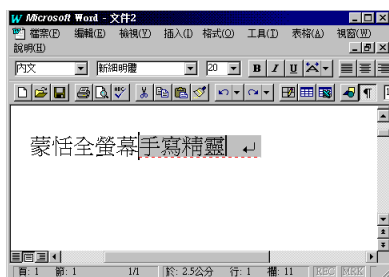 Microsoft Word - 文件2
檔案(F) 編輯(E) 檢視(V) 插入(I) 格式(O) 工具(T) 表格(A) 視窗(W)
說明(H)
內文 新細明體 20 B I U A
蒙恬全螢幕手寫精靈
頁: 1 節: 1 1/1 於: 2.5公分 行: 1 欄: 11 REC MRK